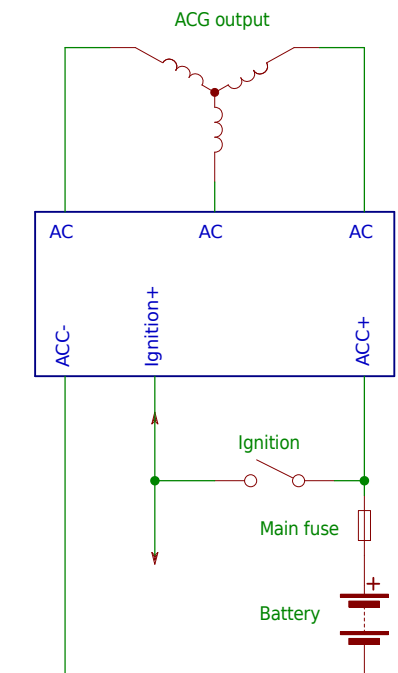 ACG output
AC
AC
AC
ACC-
Ignition+
ACC+
Ignition
Main fuse
+
Battery